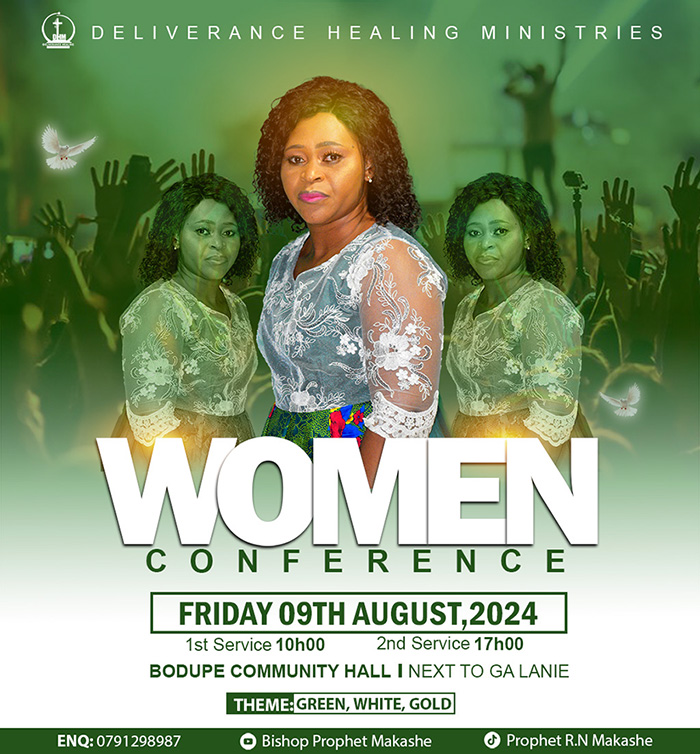 DELIVERANCE HEALING MINISTRIES
DHM
WOMEN
CONFERENCE
FRIDAY 09TH AUGUST,2024
1st Service 10h00 2nd Service 17h00
BODUPE COMMUNITY HALL I NEXT TO GA LANIE
THEME: GREEN, WHITE, GOLD
ENQ: 0791298987 Bishop Prophet Makashe Prophet R.N Makashe